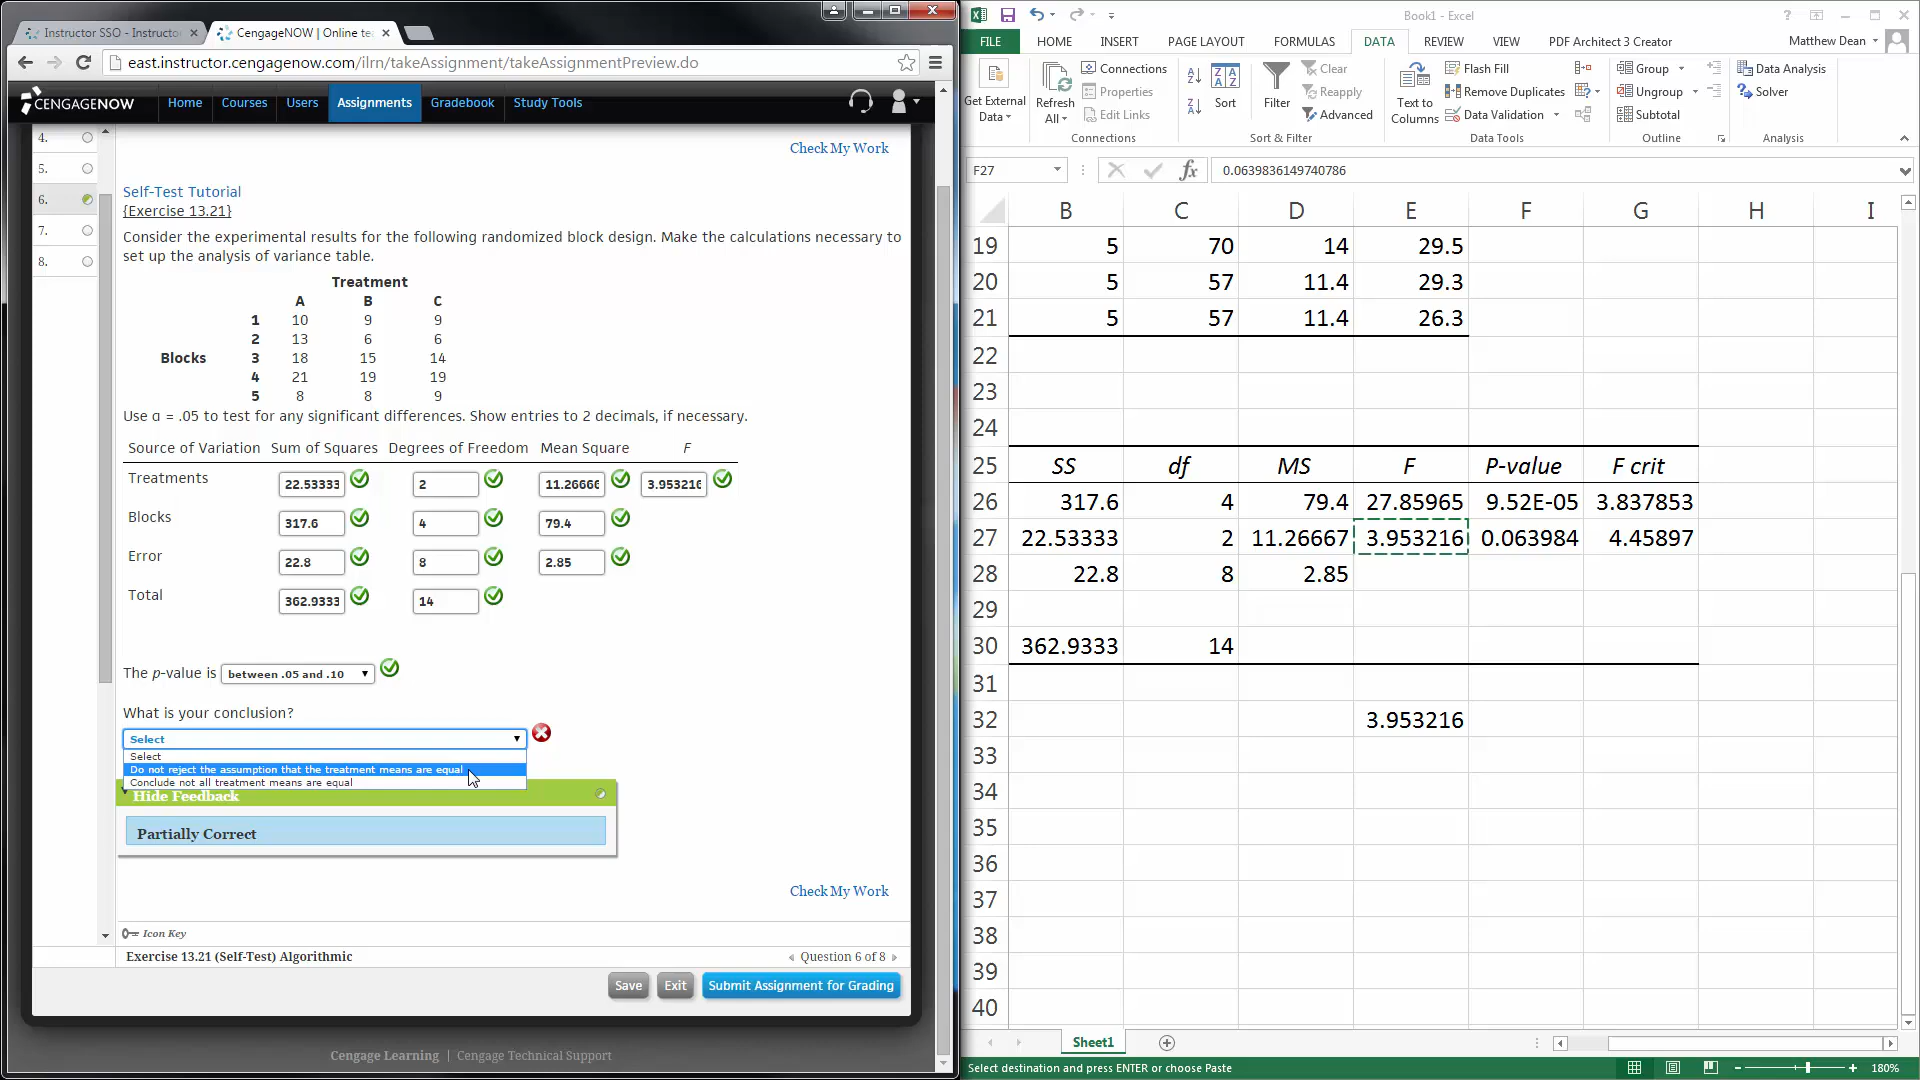 Instructor SSO - Instructor
CengageNOW | Online te
east.instructor.cengagenow.com/ilrn/takeAssignment/takeAssignmentPreview.do
CENGAGENOW
Home Courses Users Assignments Gradebook Study Tools
4.
5.
6.
7.
8.
Check My Work
Self-Test Tutorial
{Exercise 13.21}
Consider the experimental results for the following randomized block design. Make the calculations necessary to
set up the analysis of variance table.
Treatment
A B C
1 10 9 9
2 13 6 6
Blocks 3 18 15 14
4 21 19 19
5 8 8 9
Use α = .05 to test for any significant differences. Show entries to 2 decimals, if necessary.
Source of Variation Sum of Squares Degrees of Freedom Mean Square F
Treatments 22.53333 2 11.26666 3.953216
Blocks 317.6 4 79.4
Error 22.8 8 2.85
Total 362.9333 14
The p-value is between .05 and .10
What is your conclusion?
Select
Select
Do not reject the assumption that the treatment means are equal
Conclude not all treatment means are equal
Hide Feedback
Partially Correct
Check My Work
Icon Key
Exercise 13.21 (Self-Test) Algorithmic
Question 6 of 8
Save Exit Submit Assignment for Grading
Cengage Learning | Cengage Technical Support
Book1 - Excel
FILE HOME INSERT PAGE LAYOUT FORMULAS DATA REVIEW VIEW PDF Architect 3 Creator
Matthew Dean
Get External
Data
Refresh
All
Connections
Properties
Edit Links
Connections
Sort
Filter
Clear
Reapply
Advanced
Sort & Filter
Text to
Columns
Flash Fill
Remove Duplicates
Data Validation
Data Tools
Group
Ungroup
Subtotal
Outline
Data Analysis
Solver
Analysis
F27
fx
0.0639836149740786
B C D E F G H I
19 5 70 14 29.5
20 5 57 11.4 29.3
21 5 57 11.4 26.3
22
23
24
25 SS df MS F P-value F crit
26 317.6 4 79.4 27.85965 9.52E-05 3.837853
27 22.53333 2 11.26667 3.953216 0.063984 4.45897
28 22.8 8 2.85
29
30 362.9333 14
31
32 3.953216
33
34
35
36
37
38
39
40
Sheet1
Select destination and press ENTER or choose Paste
180%